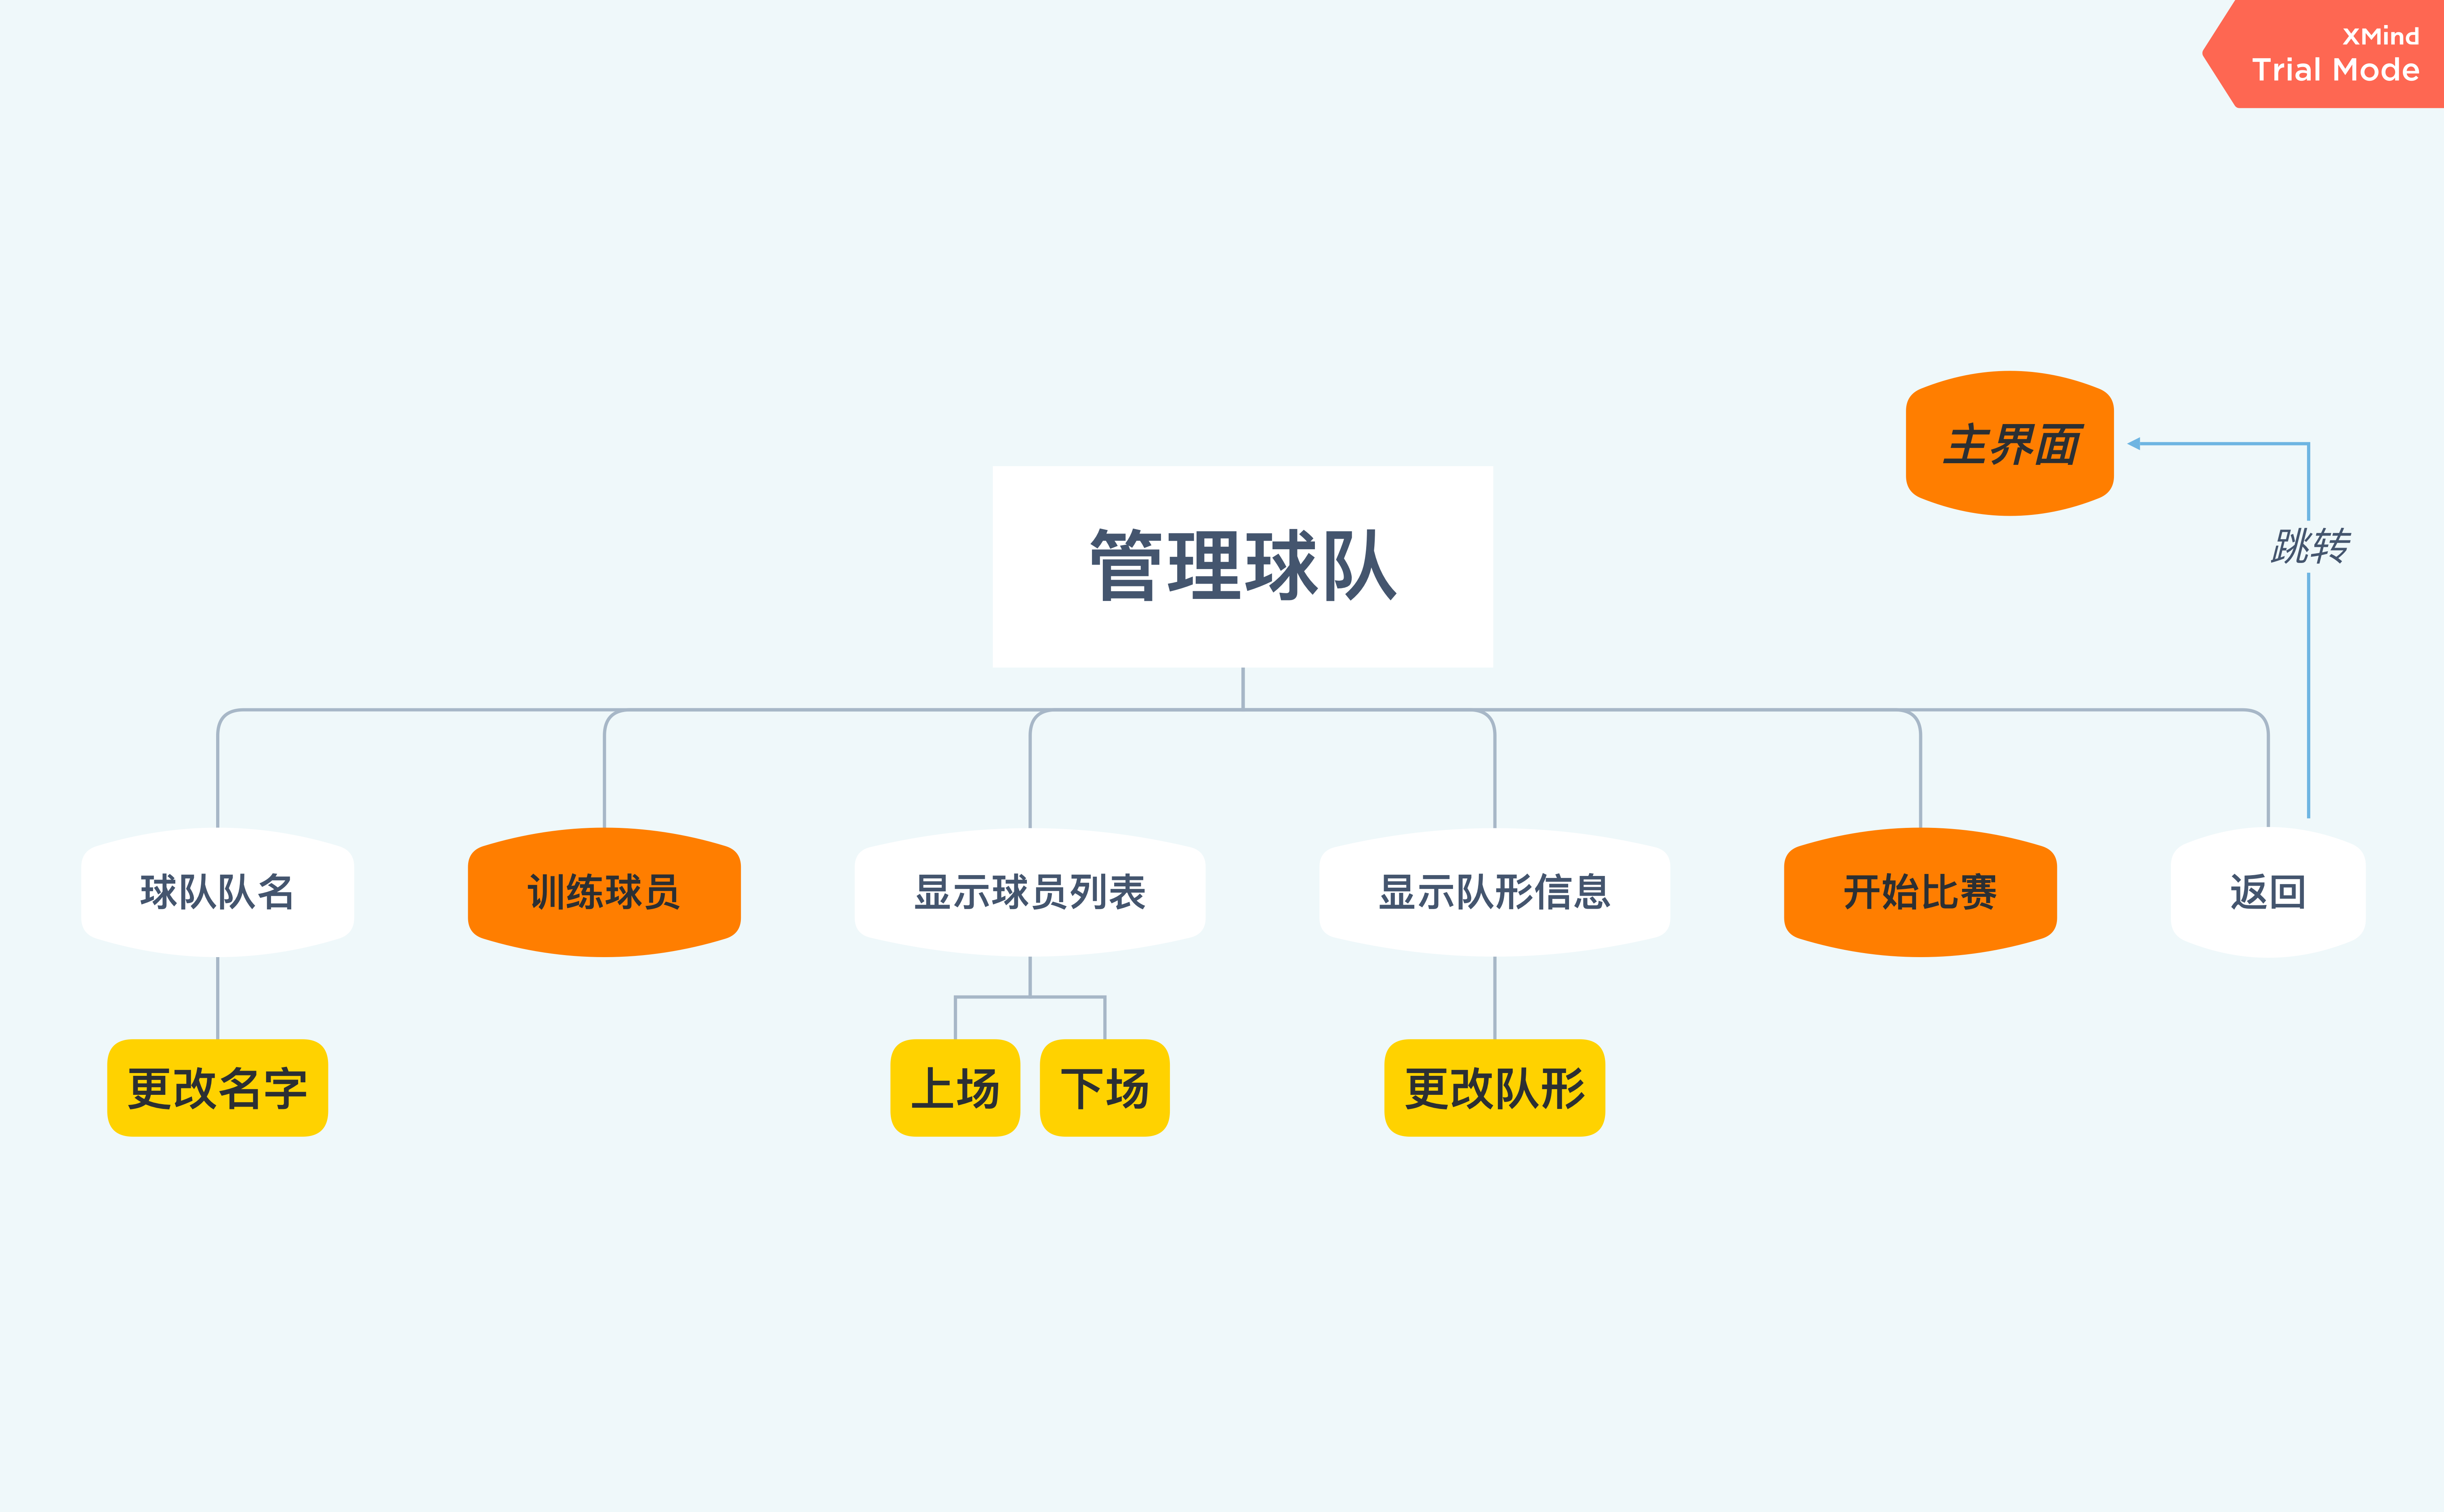 XMind
Trial Mode
主界面
跳转
管理球队
球队队名
训练球员
显示球员列表
显示队形信息
开始比赛
返回
更改名字
上场
下场
更改队形